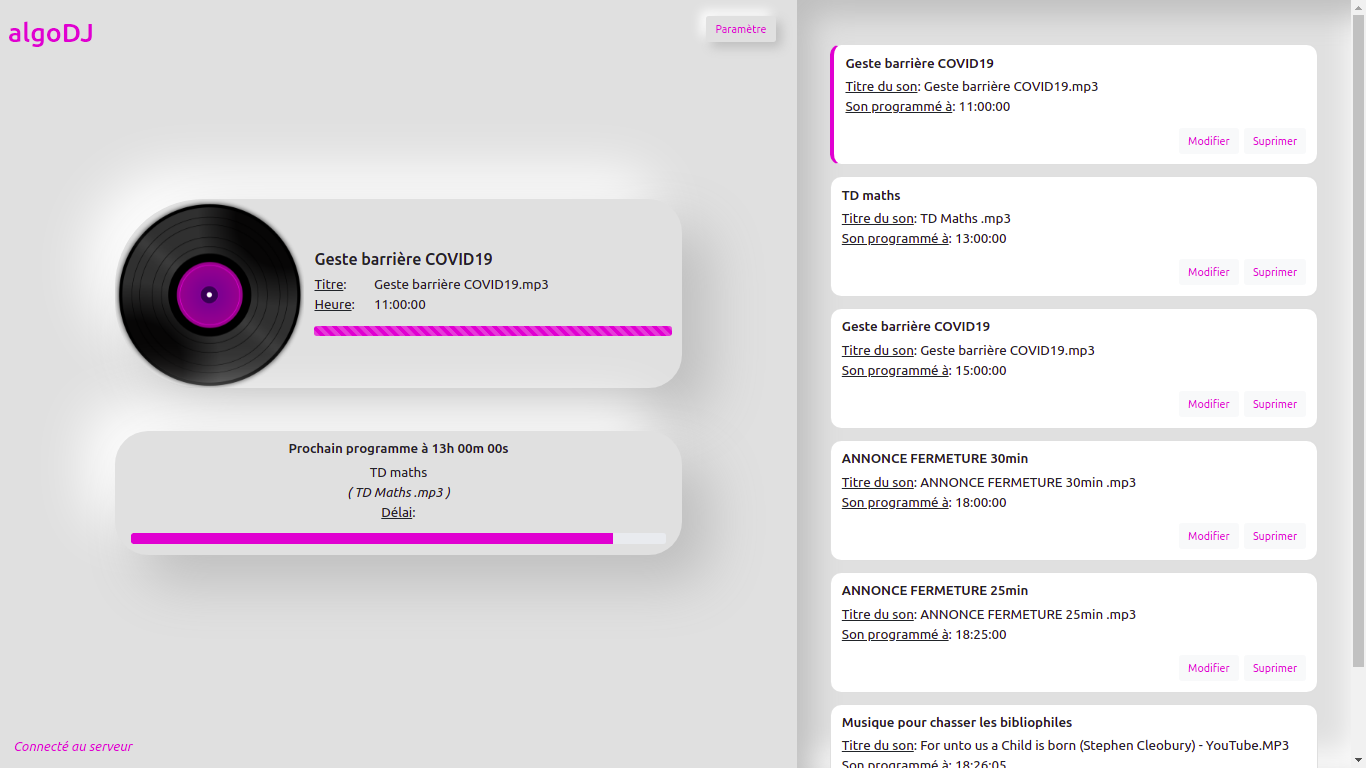 algoDJ
Paramètre
Geste barrière COVID19
Titre: Geste barrière COVID19.mp3
Heure: 11:00:00
Prochain programme à 13h 00m 00s
TD maths
( TD Maths .mp3 )
Délai:
Connecté au serveur
Geste barrière COVID19
Titre du son: Geste barrière COVID19.mp3
Son programmé à: 11:00:00
Modifier Suprimer
TD maths
Titre du son: TD Maths .mp3
Son programmé à: 13:00:00
Modifier Suprimer
Geste barrière COVID19
Titre du son: Geste barrière COVID19.mp3
Son programmé à: 15:00:00
Modifier Suprimer
ANNONCE FERMETURE 30min
Titre du son: ANNONCE FERMETURE 30min .mp3
Son programmé à: 18:00:00
Modifier Suprimer
ANNONCE FERMETURE 25min
Titre du son: ANNONCE FERMETURE 25min .mp3
Son programmé à: 18:25:00
Modifier Suprimer
Musique pour chasser les bibliophiles
Titre du son: For unto us a Child is born (Stephen Cleobury) - YouTube.MP3
Son programmé à: 18:26:05